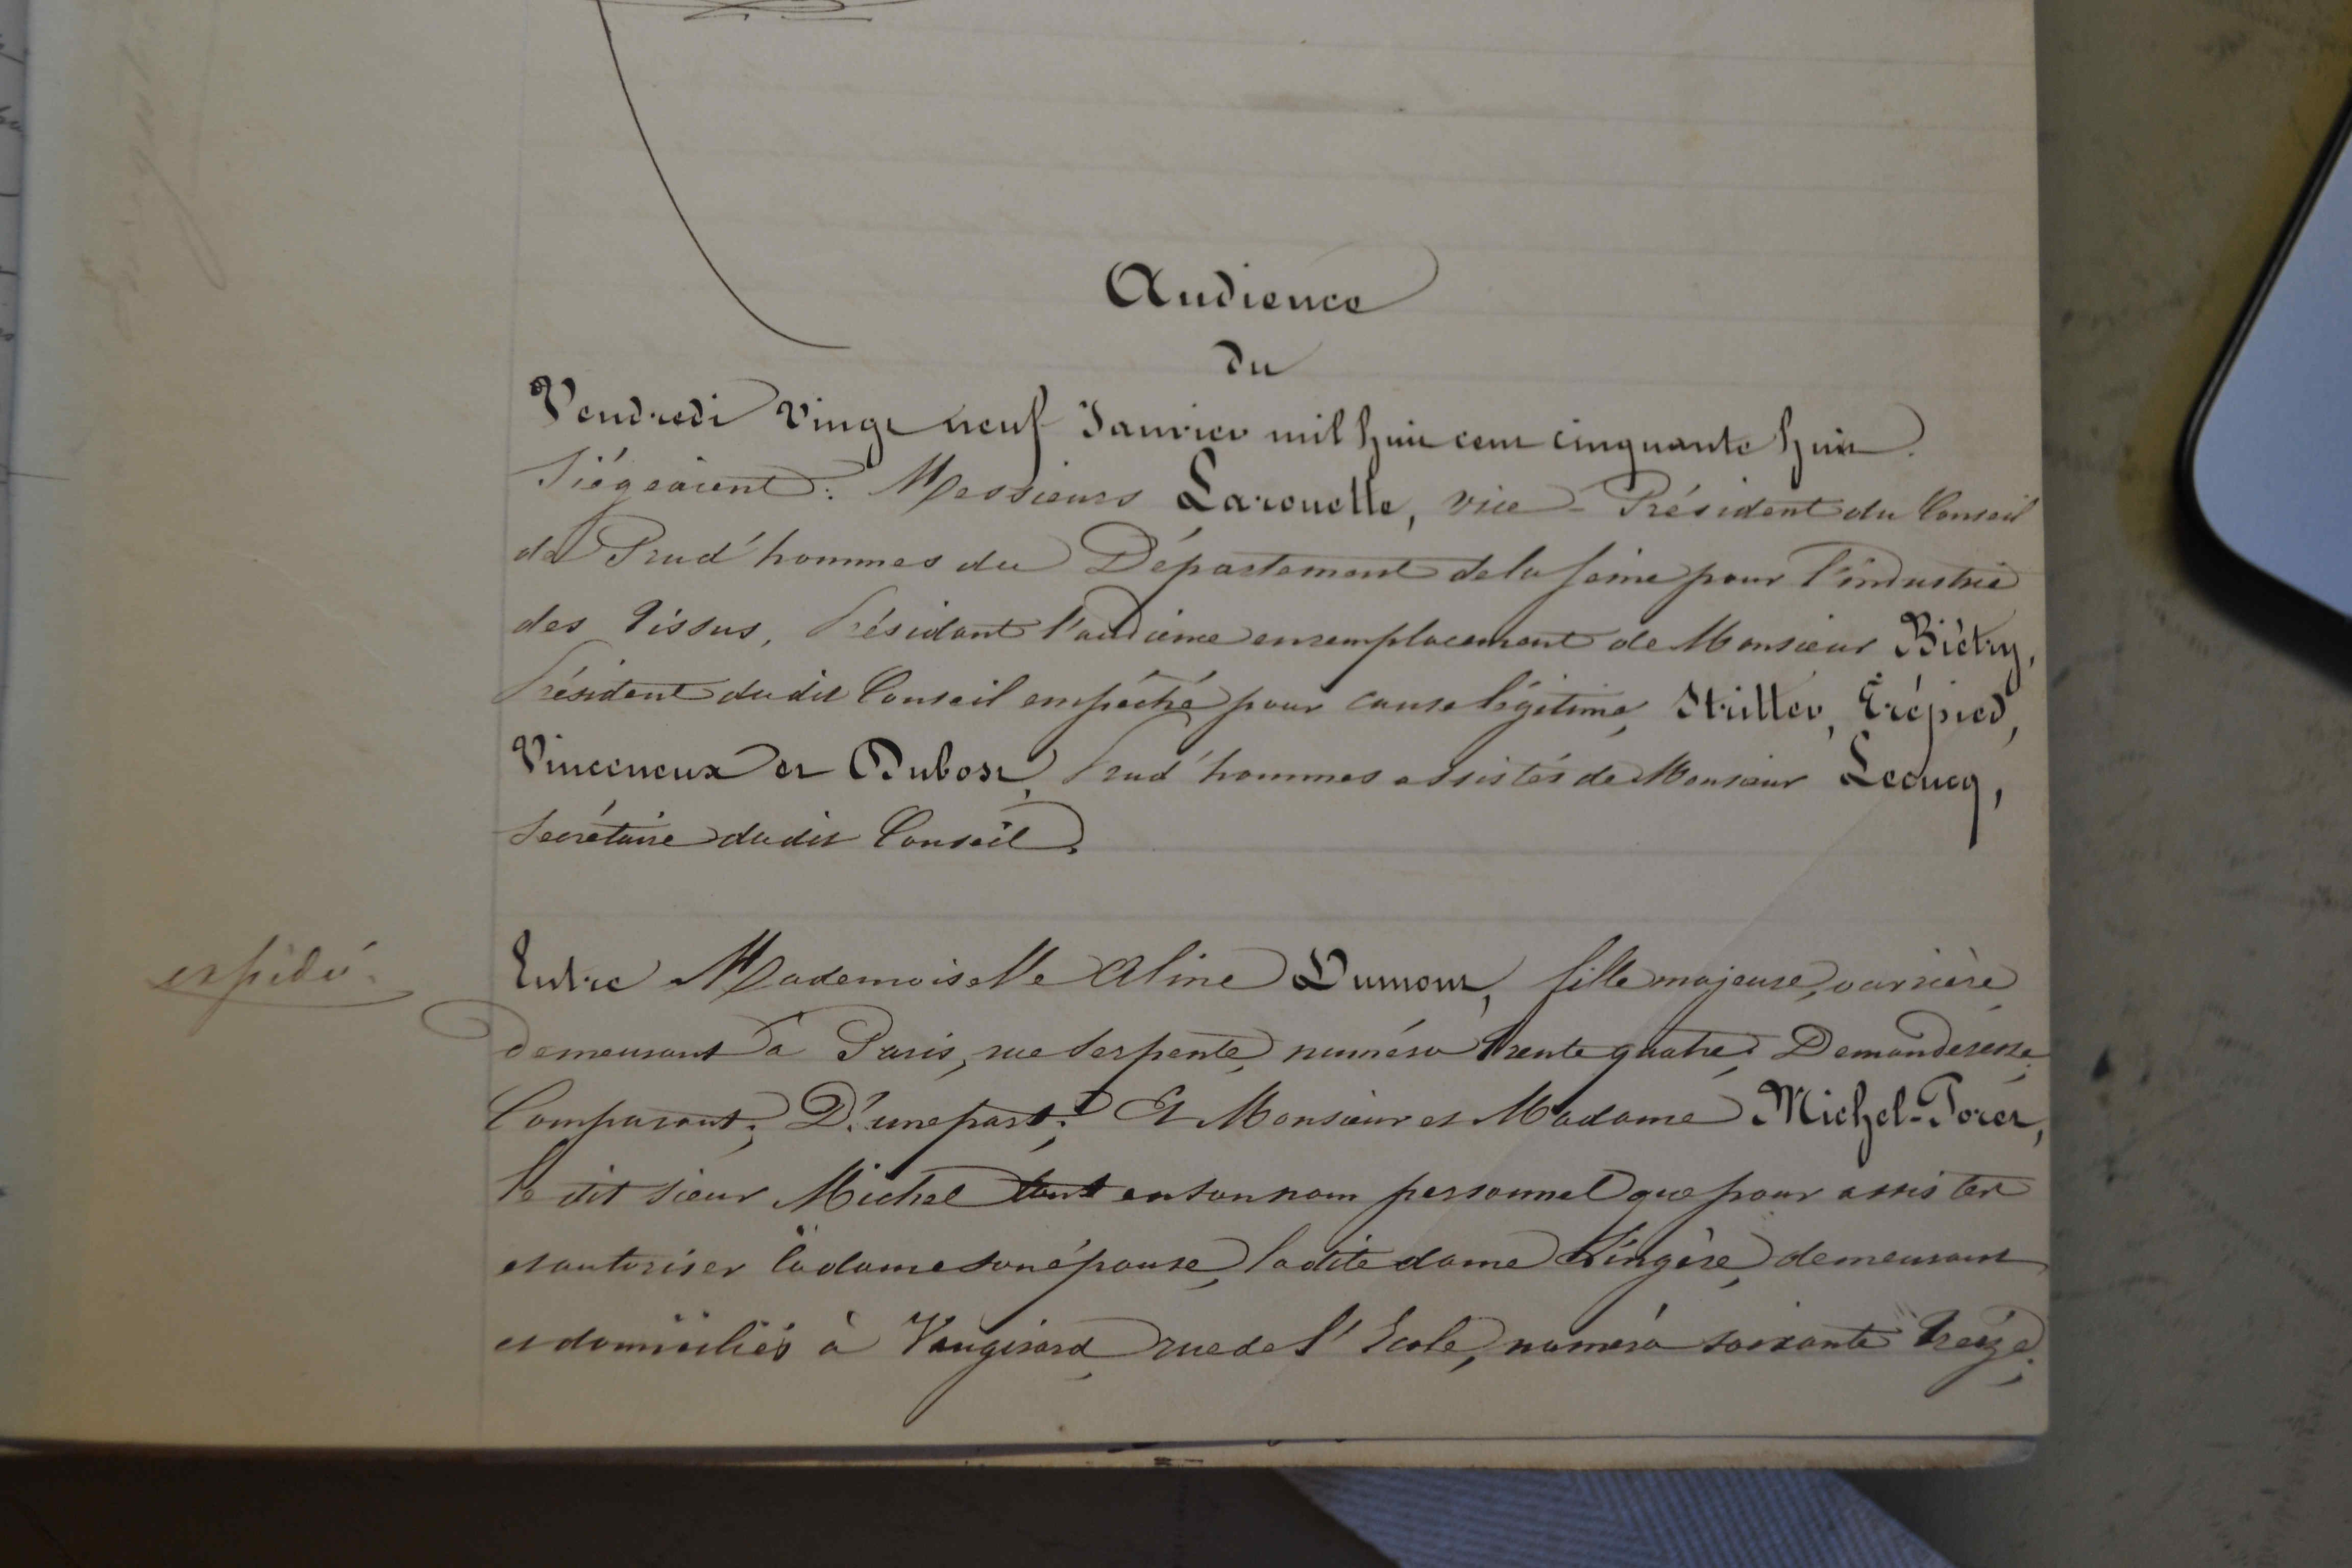 Audience
du
Vendredi vingt neuf Janvier mil huit cent cinquante huit.
Siégeaient : Messieurs Larouette, vice-Président du Conseil
de Prud'hommes du Département de la Seine pour l'industrie
des Tissus, Présidant l'audience en remplacement de Monsieur Biétry,
Président dudit Conseil empêché pour cause légitime, Striller, Trépied,
Vinceneux et Dubosc, Prud'hommes assistés de Monsieur Lecucq,
Secrétaire dudit Conseil.
expédié.
Entre Mademoiselle Aline Dumont, fille majeure, ouvrière
demeurant à Paris, rue Serpente, numéro trente quatre; Demanderesse;
Comparant; D'une part; Et Monsieur et Madame Michel-Toret,
le dit sieur Michel tant en son nom personnel que pour assister
et autoriser la dame son épouse, la dite dame Lingère, demeurant
et domiciliés à Vaugirard, rue de l'Ecole, numéro soixante treize;